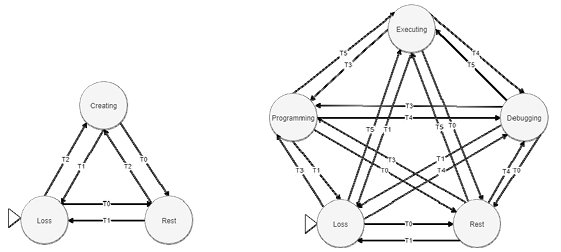 Executing
T5
T4
T3
T5
Creating
T3
Programming
T4
Debugging
T2
T1
T2
T0
T5
T1
T5
T0
T1
T3
T1
T0
T4
T4
T0
T3
T0
Loss
T1
Rest
Loss
T0
Rest
T1